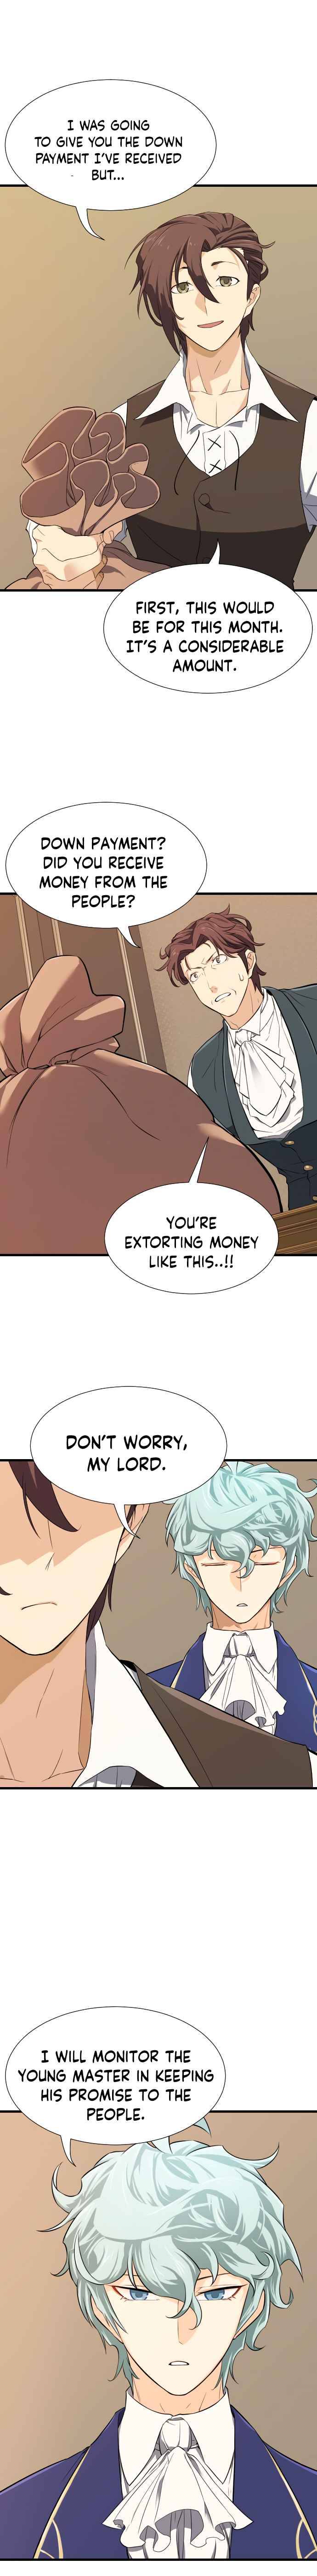 I WAS GOING
TO GIVE YOU THE DOWN
PAYMENT I'VE RECEIVED
BUT...
FIRST, THIS WOULD
BE FOR THIS MONTH.
IT'S A CONSIDERABLE
AMOUNT.
DOWN PAYMENT?
DID YOU RECEIVE
MONEY FROM THE
PEOPLE?
YOU'RE
EXTORTING MONEY
LIKE THIS..!!
DON'T WORRY,
MY LORD.
I WILL MONITOR THE
YOUNG MASTER IN KEEPING
HIS PROMISE TO THE
PEOPLE.